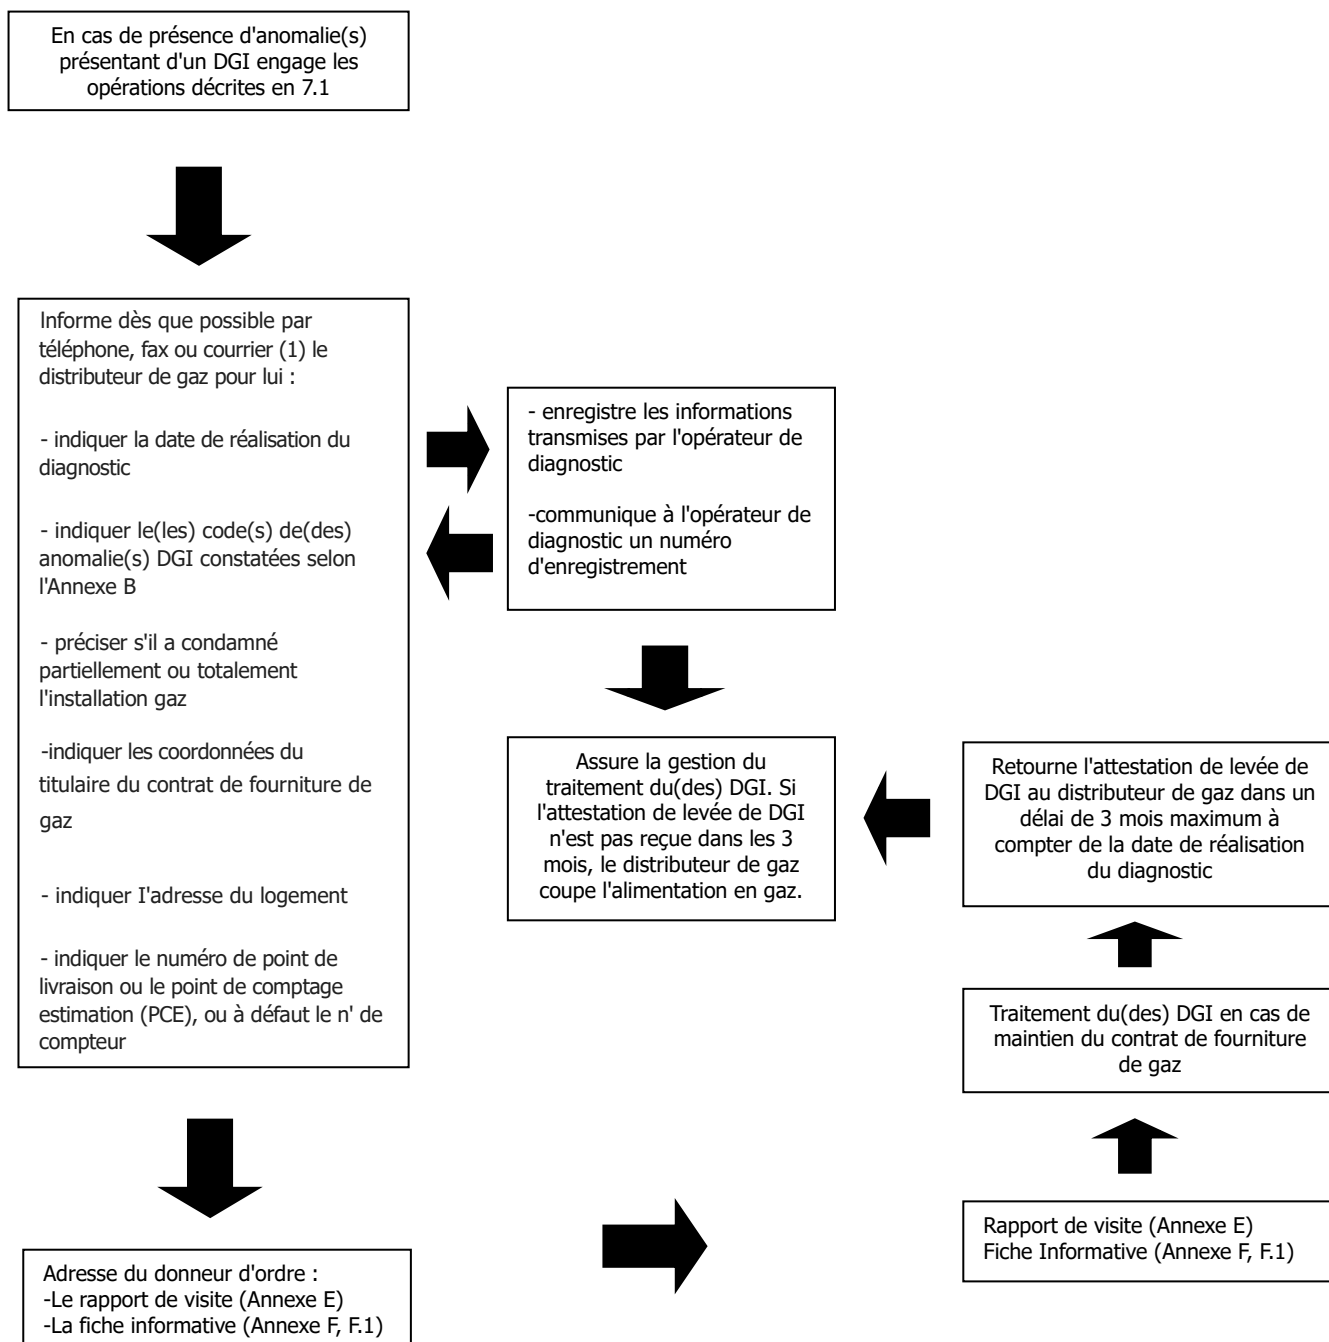 En cas de présence d'anomalie(s)
présentant d'un DGI engage les
opérations décrites en 7.1
Informe dès que possible par
téléphone, fax ou courrier (1) le
distributeur de gaz pour lui :
- indiquer la date de réalisation du
diagnostic
- indiquer le(les) code(s) de(des)
anomalie(s) DGI constatées selon
l'Annexe B
- préciser s'il a condamné
partiellement ou totalement
l'installation gaz
-indiquer les coordonnées du
titulaire du contrat de fourniture de
gaz
- indiquer I'adresse du logement
- indiquer le numéro de point de
livraison ou le point de comptage
estimation (PCE), ou à défaut le n' de
compteur
- enregistre les informations
transmises par l'opérateur de
diagnostic
-communique à l'opérateur de
diagnostic un numéro
d'enregistrement
Assure la gestion du
traitement du(des) DGI. Si
l'attestation de levée de DGI
n'est pas reçue dans les 3
mois, le distributeur de gaz
coupe l'alimentation en gaz.
Retourne l'attestation de levée de
DGI au distributeur de gaz dans un
délai de 3 mois maximum à
compter de la date de réalisation
du diagnostic
Traitement du(des) DGI en cas de
maintien du contrat de fourniture
de gaz
Rapport de visite (Annexe E)
Fiche Informative (Annexe F, F.1)
Adresse du donneur d'ordre :
-Le rapport de visite (Annexe E)
-La fiche informative (Annexe F, F.1)